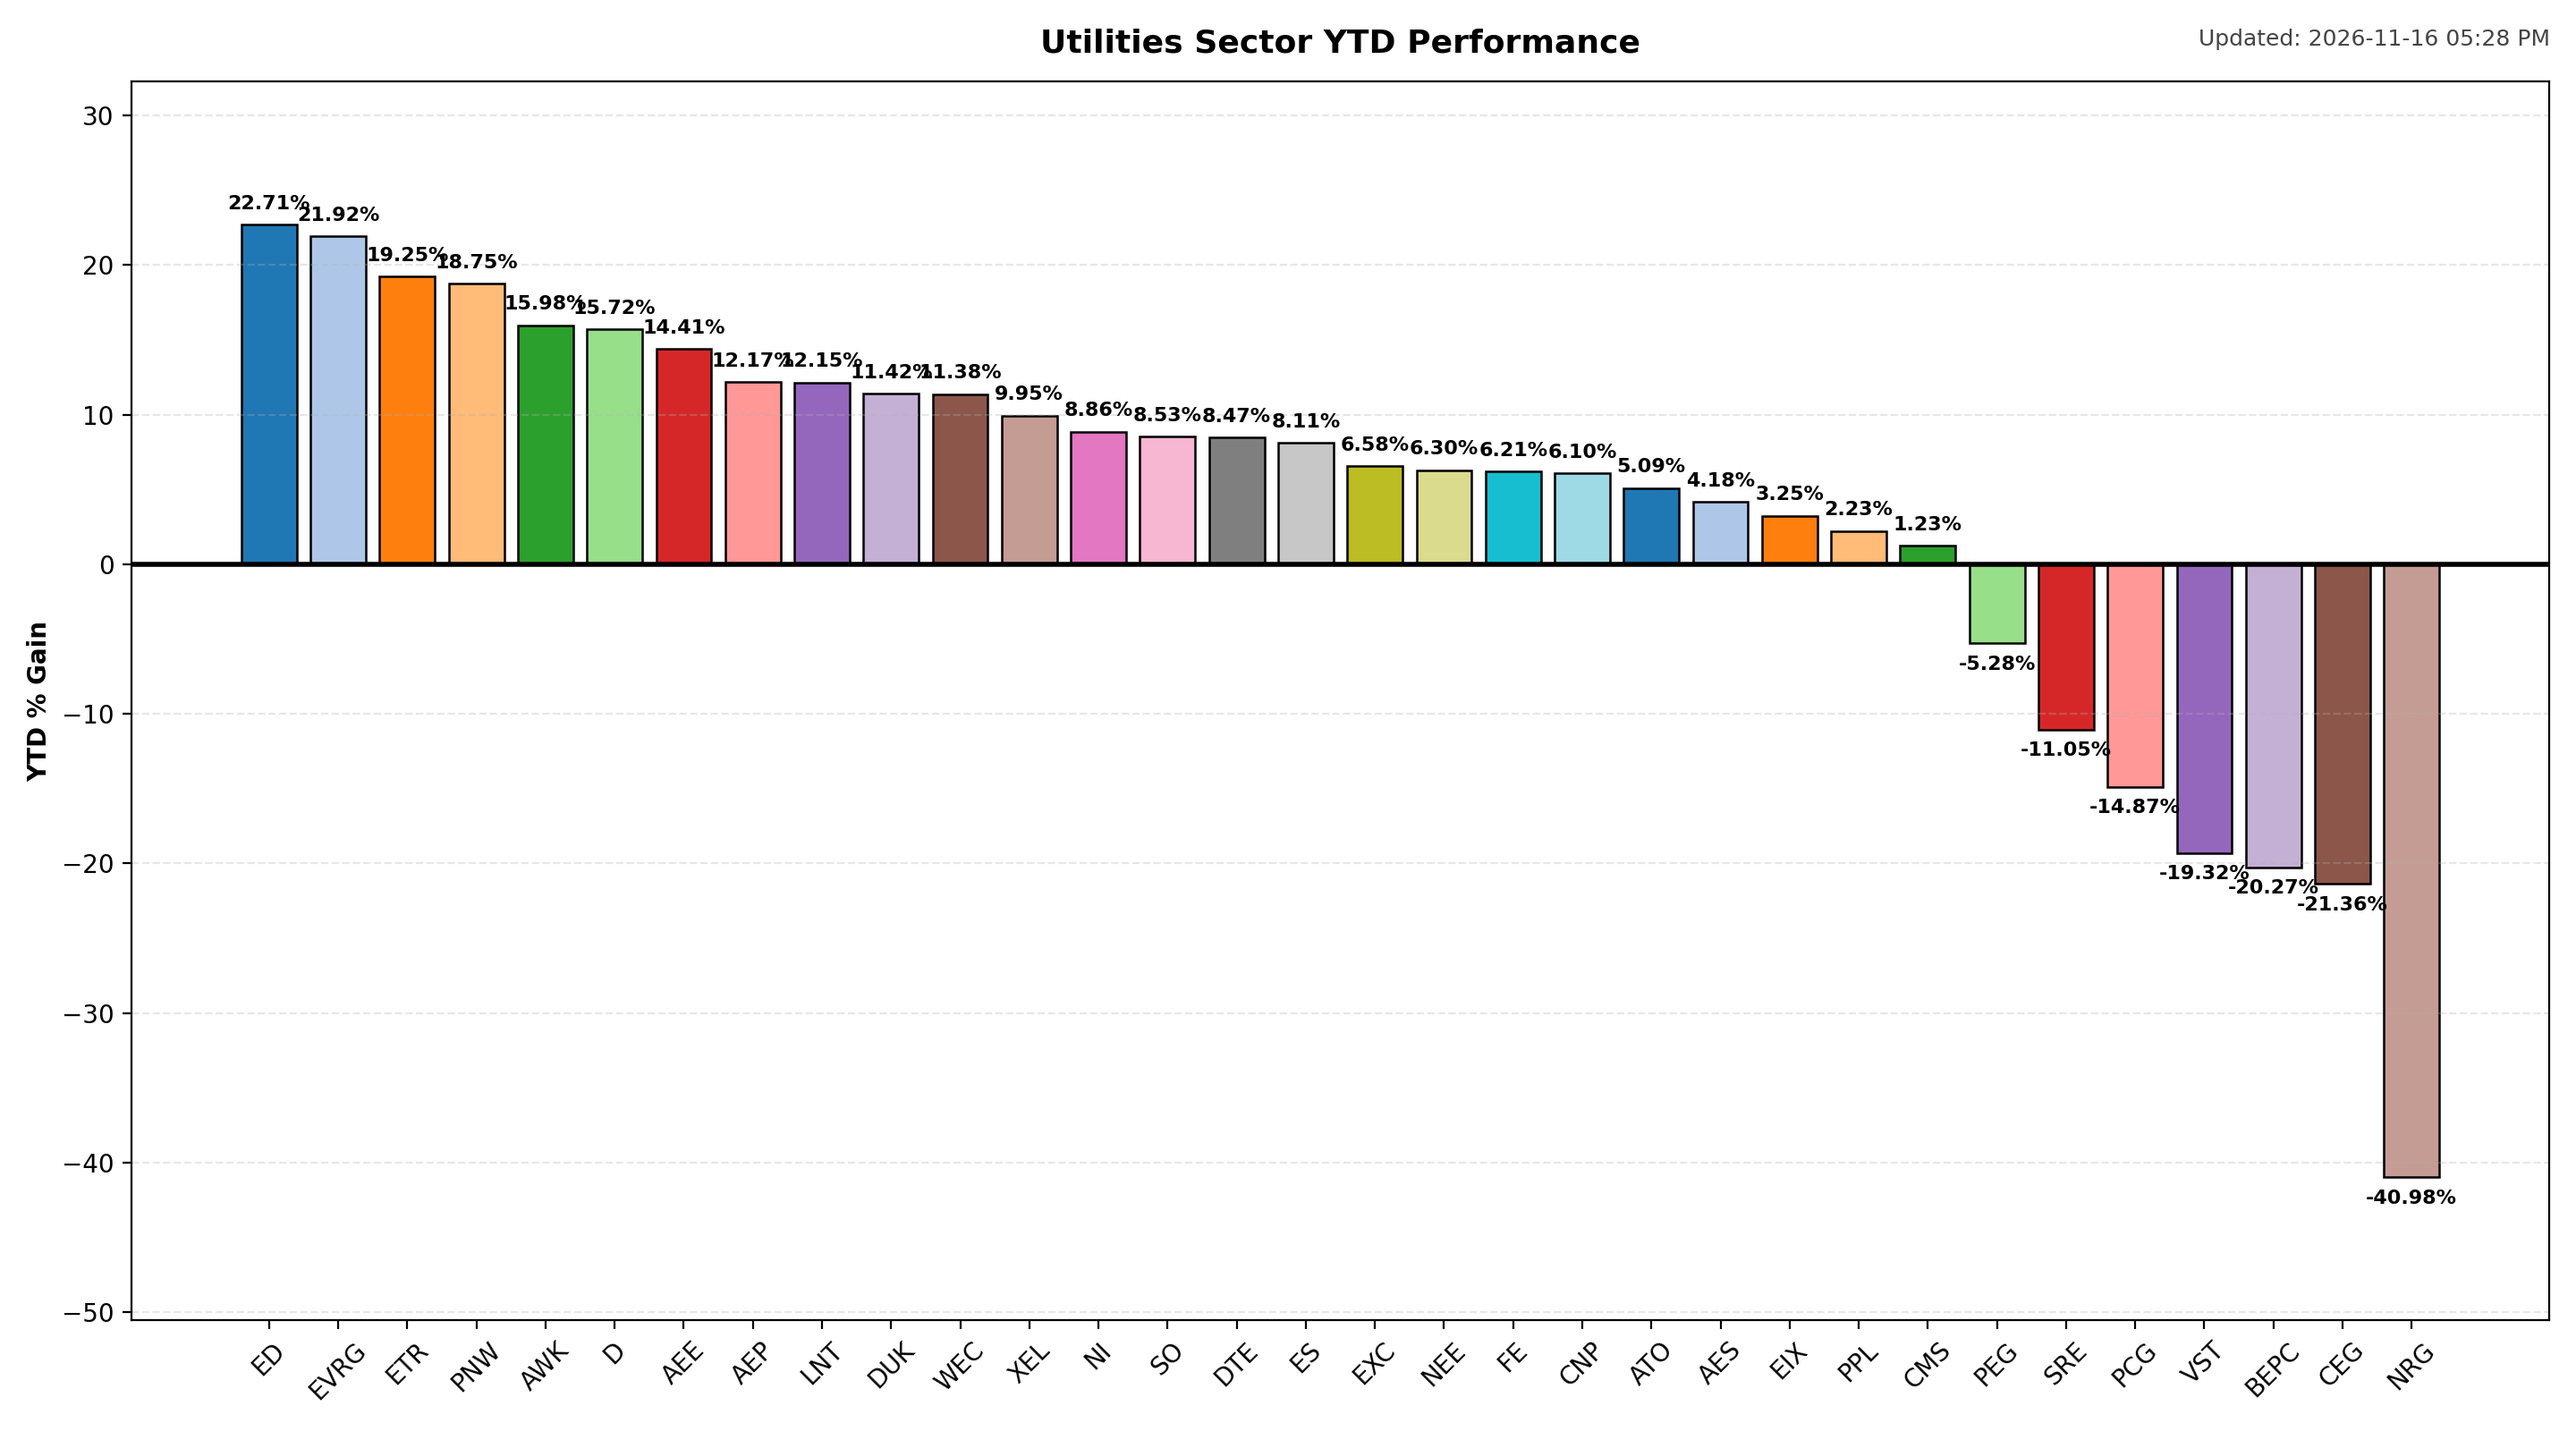 Utilities Sector YTD Performance
Updated: 2026-11-16 05:28 PM
YTD % Gain
30
20
10
0
−10
−20
−30
−40
−50
22.71%
21.92%
19.25%
18.75%
15.98%
15.72%
14.41%
12.17%
12.15%
11.42%
11.38%
9.95%
8.86%
8.53%
8.47%
8.11%
6.58%
6.30%
6.21%
6.10%
5.09%
4.18%
3.25%
2.23%
1.23%
-5.28%
-11.05%
-14.87%
-19.32%
-20.27%
-21.36%
-40.98%
ED
EVRG
ETR
PNW
AWK
D
AEE
AEP
LNT
DUK
WEC
XEL
NI
SO
DTE
ES
EXC
NEE
FE
CNP
ATO
AES
EIX
PPL
CMS
PEG
SRE
PCG
VST
BEPC
CEG
NRG